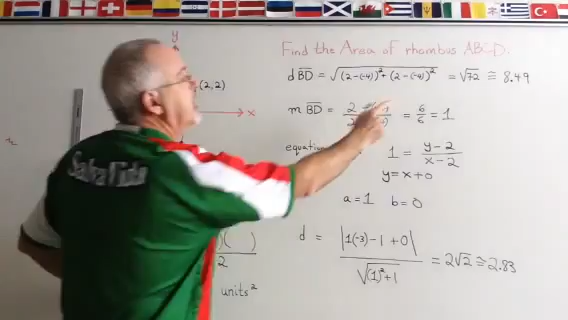 Find the Area of rhombus ABCD.
y
(2,2)
d BD = √(2-(-4))²+(2-(-4))² = √72 ≅ 8.49
x
m BD = 2 = 6/6 = 1
1 = y-2/x-2
y=x+0
a=1 b=0
d = |1(-3)-1+0|/√(1)²+1 = 2√2 ≅ 2.83
)( )
2
units²
Salva Vida